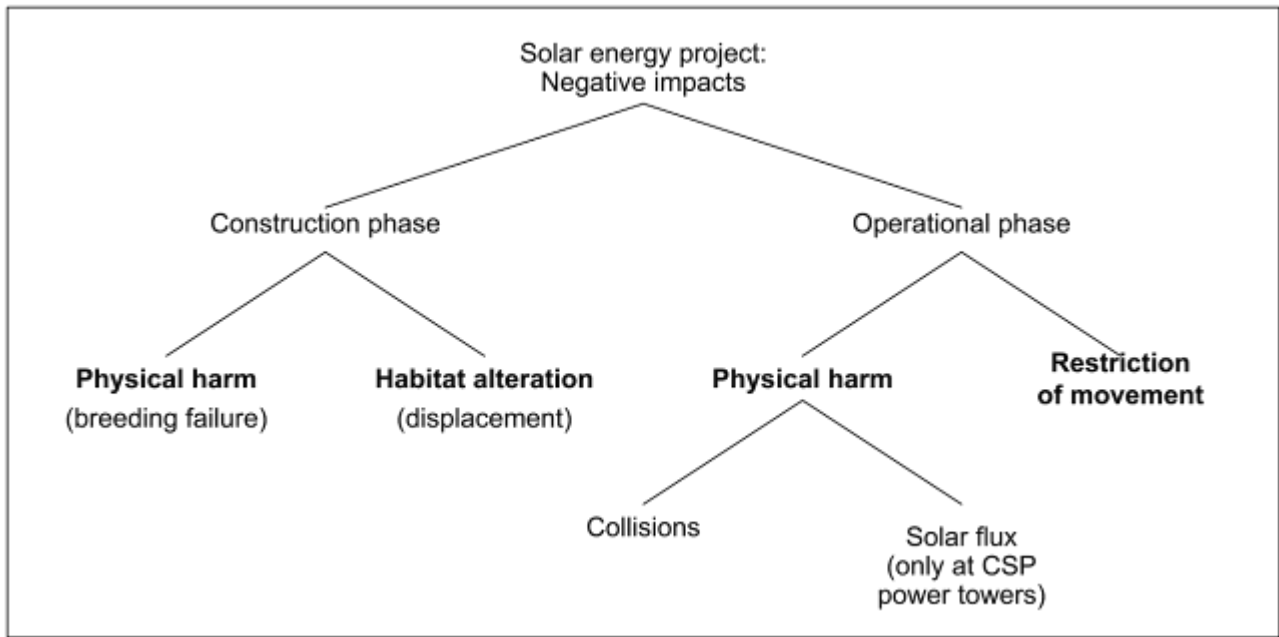 Solar energy project:
Negative impacts
Construction phase
Operational phase
Physical harm
(breeding failure)
Habitat alteration
(displacement)
Physical harm
Restriction
of movement
Collisions
Solar flux
(only at CSP
power towers)